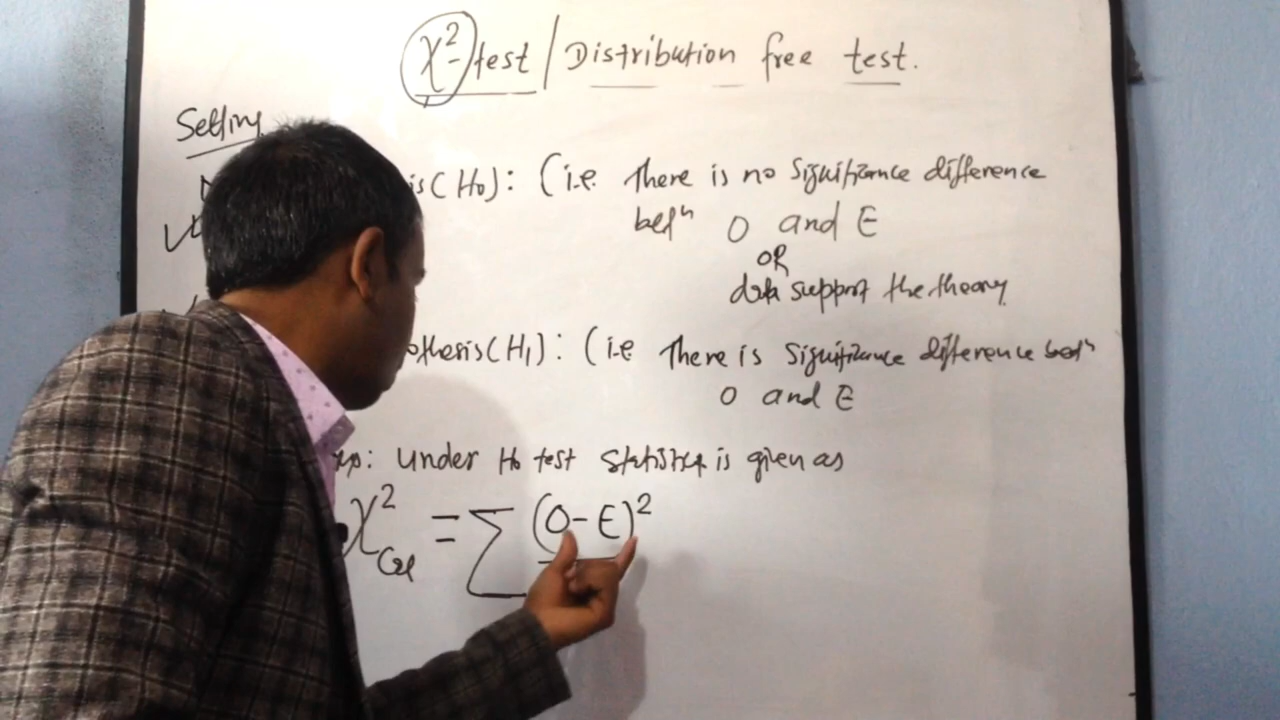 χ²-test / Distribution free test.
Setting
is (H₀): (i.e. There is no Significance difference
betⁿ O and E
OR
data support the theory
othesis (H₁): (i.e There is Significance difference betⁿ
O and E
: Under H₀ test Statistics is given as
χ²Cal = ∑ (O-E)²